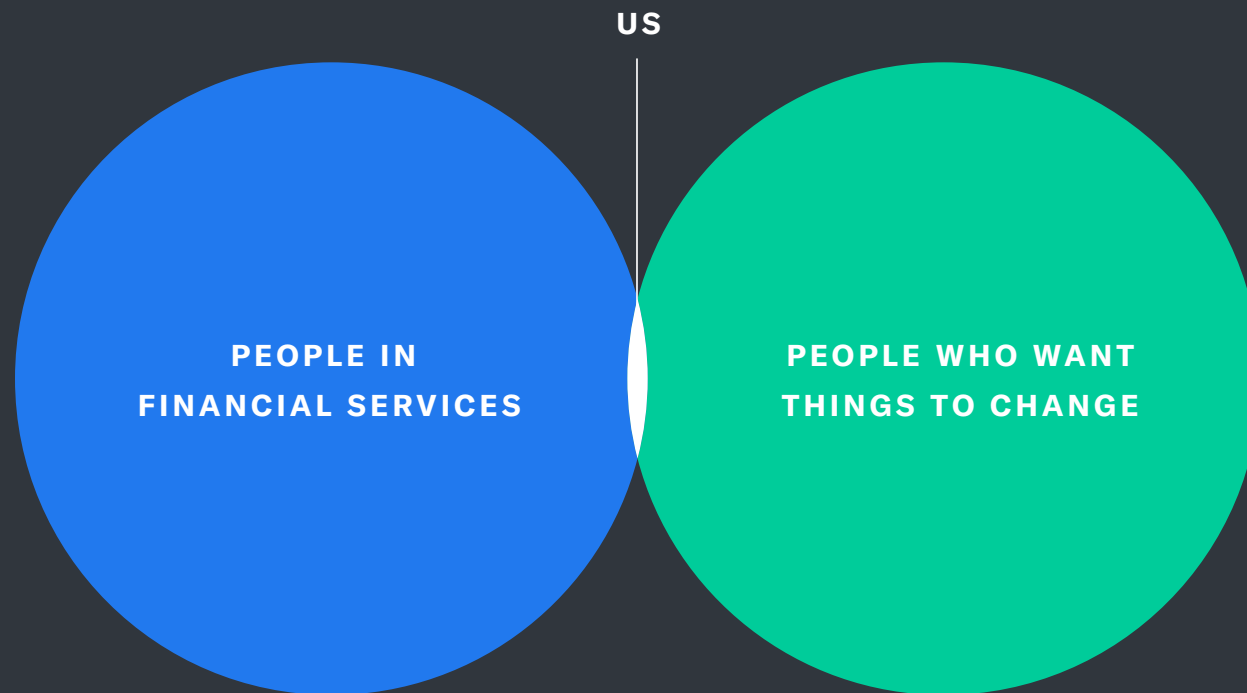 US
PEOPLE IN
FINANCIAL SERVICES
PEOPLE WHO WANT
THINGS TO CHANGE